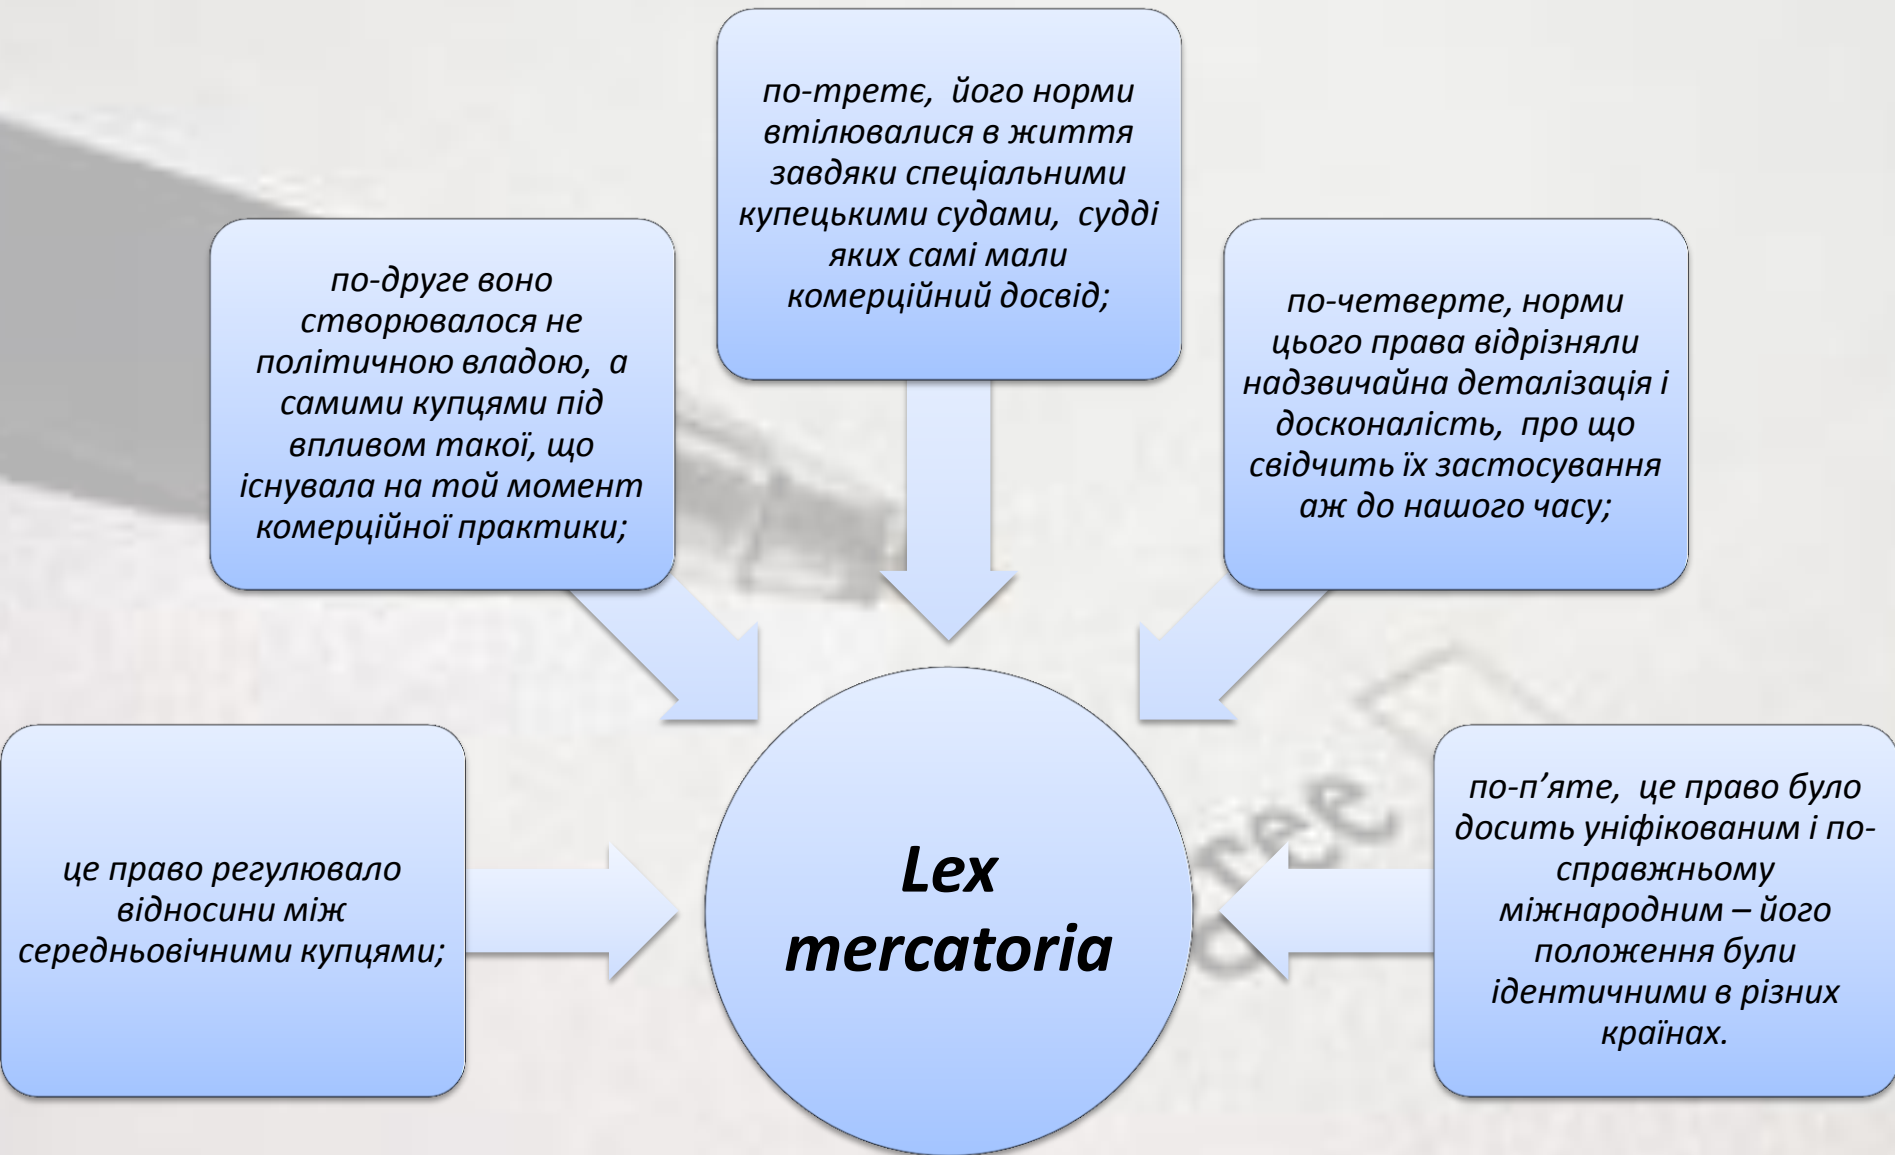 це право регулювало
відносини між
середньовічними купцями;
по-друге воно
створювалося не
політичною владою, а
самими купцями під
впливом такої, що
існувала на той момент
комерційної практики;
по-третє, його норми
втілювалися в життя
завдяки спеціальними
купецькими судами, судді
яких самі мали
комерційний досвід;
по-четверте, норми
цього права відрізняли
надзвичайна деталізація і
досконалість, про що
свідчить їх застосування
аж до нашого часу;
по-п’яте, це право було
досить уніфікованим і по-
справжньому
міжнародним – його
положення були
ідентичними в різних
країнах.
Lex
mercatoria